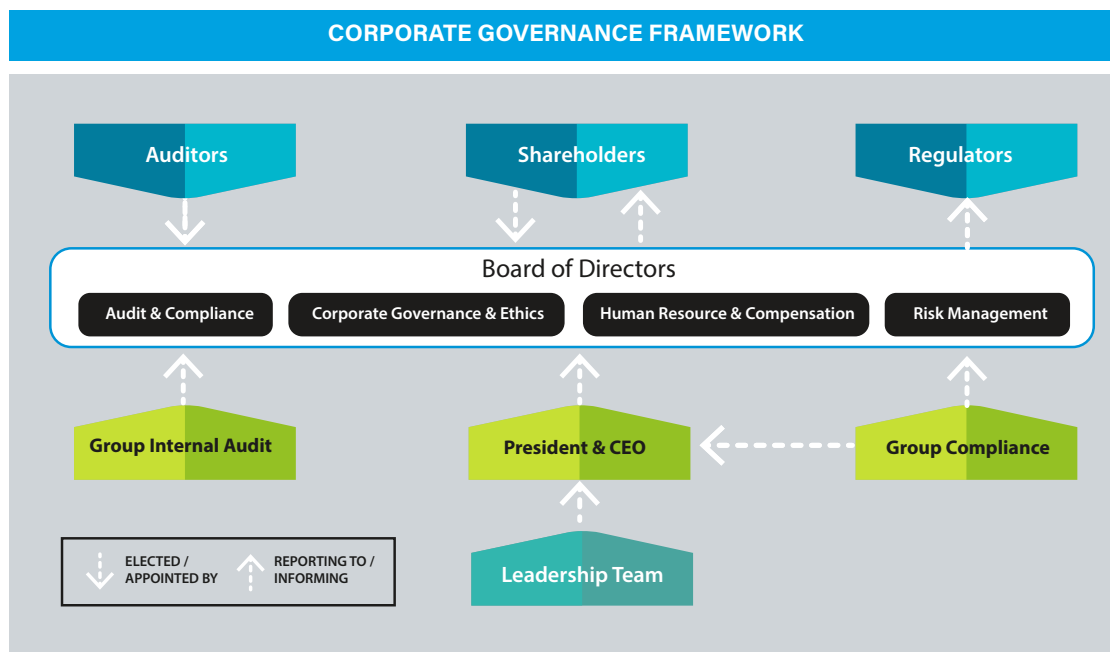 CORPORATE GOVERNANCE FRAMEWORK
Auditors
Shareholders
Regulators
Board of Directors
Audit & Compliance
Corporate Governance & Ethics
Human Resource & Compensation
Risk Management
Group Internal Audit
President & CEO
Group Compliance
Leadership Team
ELECTED /
APPOINTED BY
REPORTING TO /
INFORMING